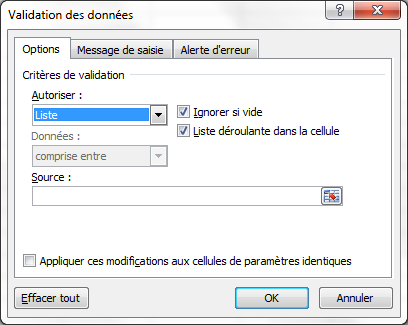 Validation des données
Options
Message de saisie
Alerte d'erreur
Critères de validation
Autoriser :
Liste
Ignorer si vide
Données :
Liste déroulante dans la cellule
comprise entre
Source :
Appliquer ces modifications aux cellules de paramètres identiques
Effacer tout
OK
Annuler